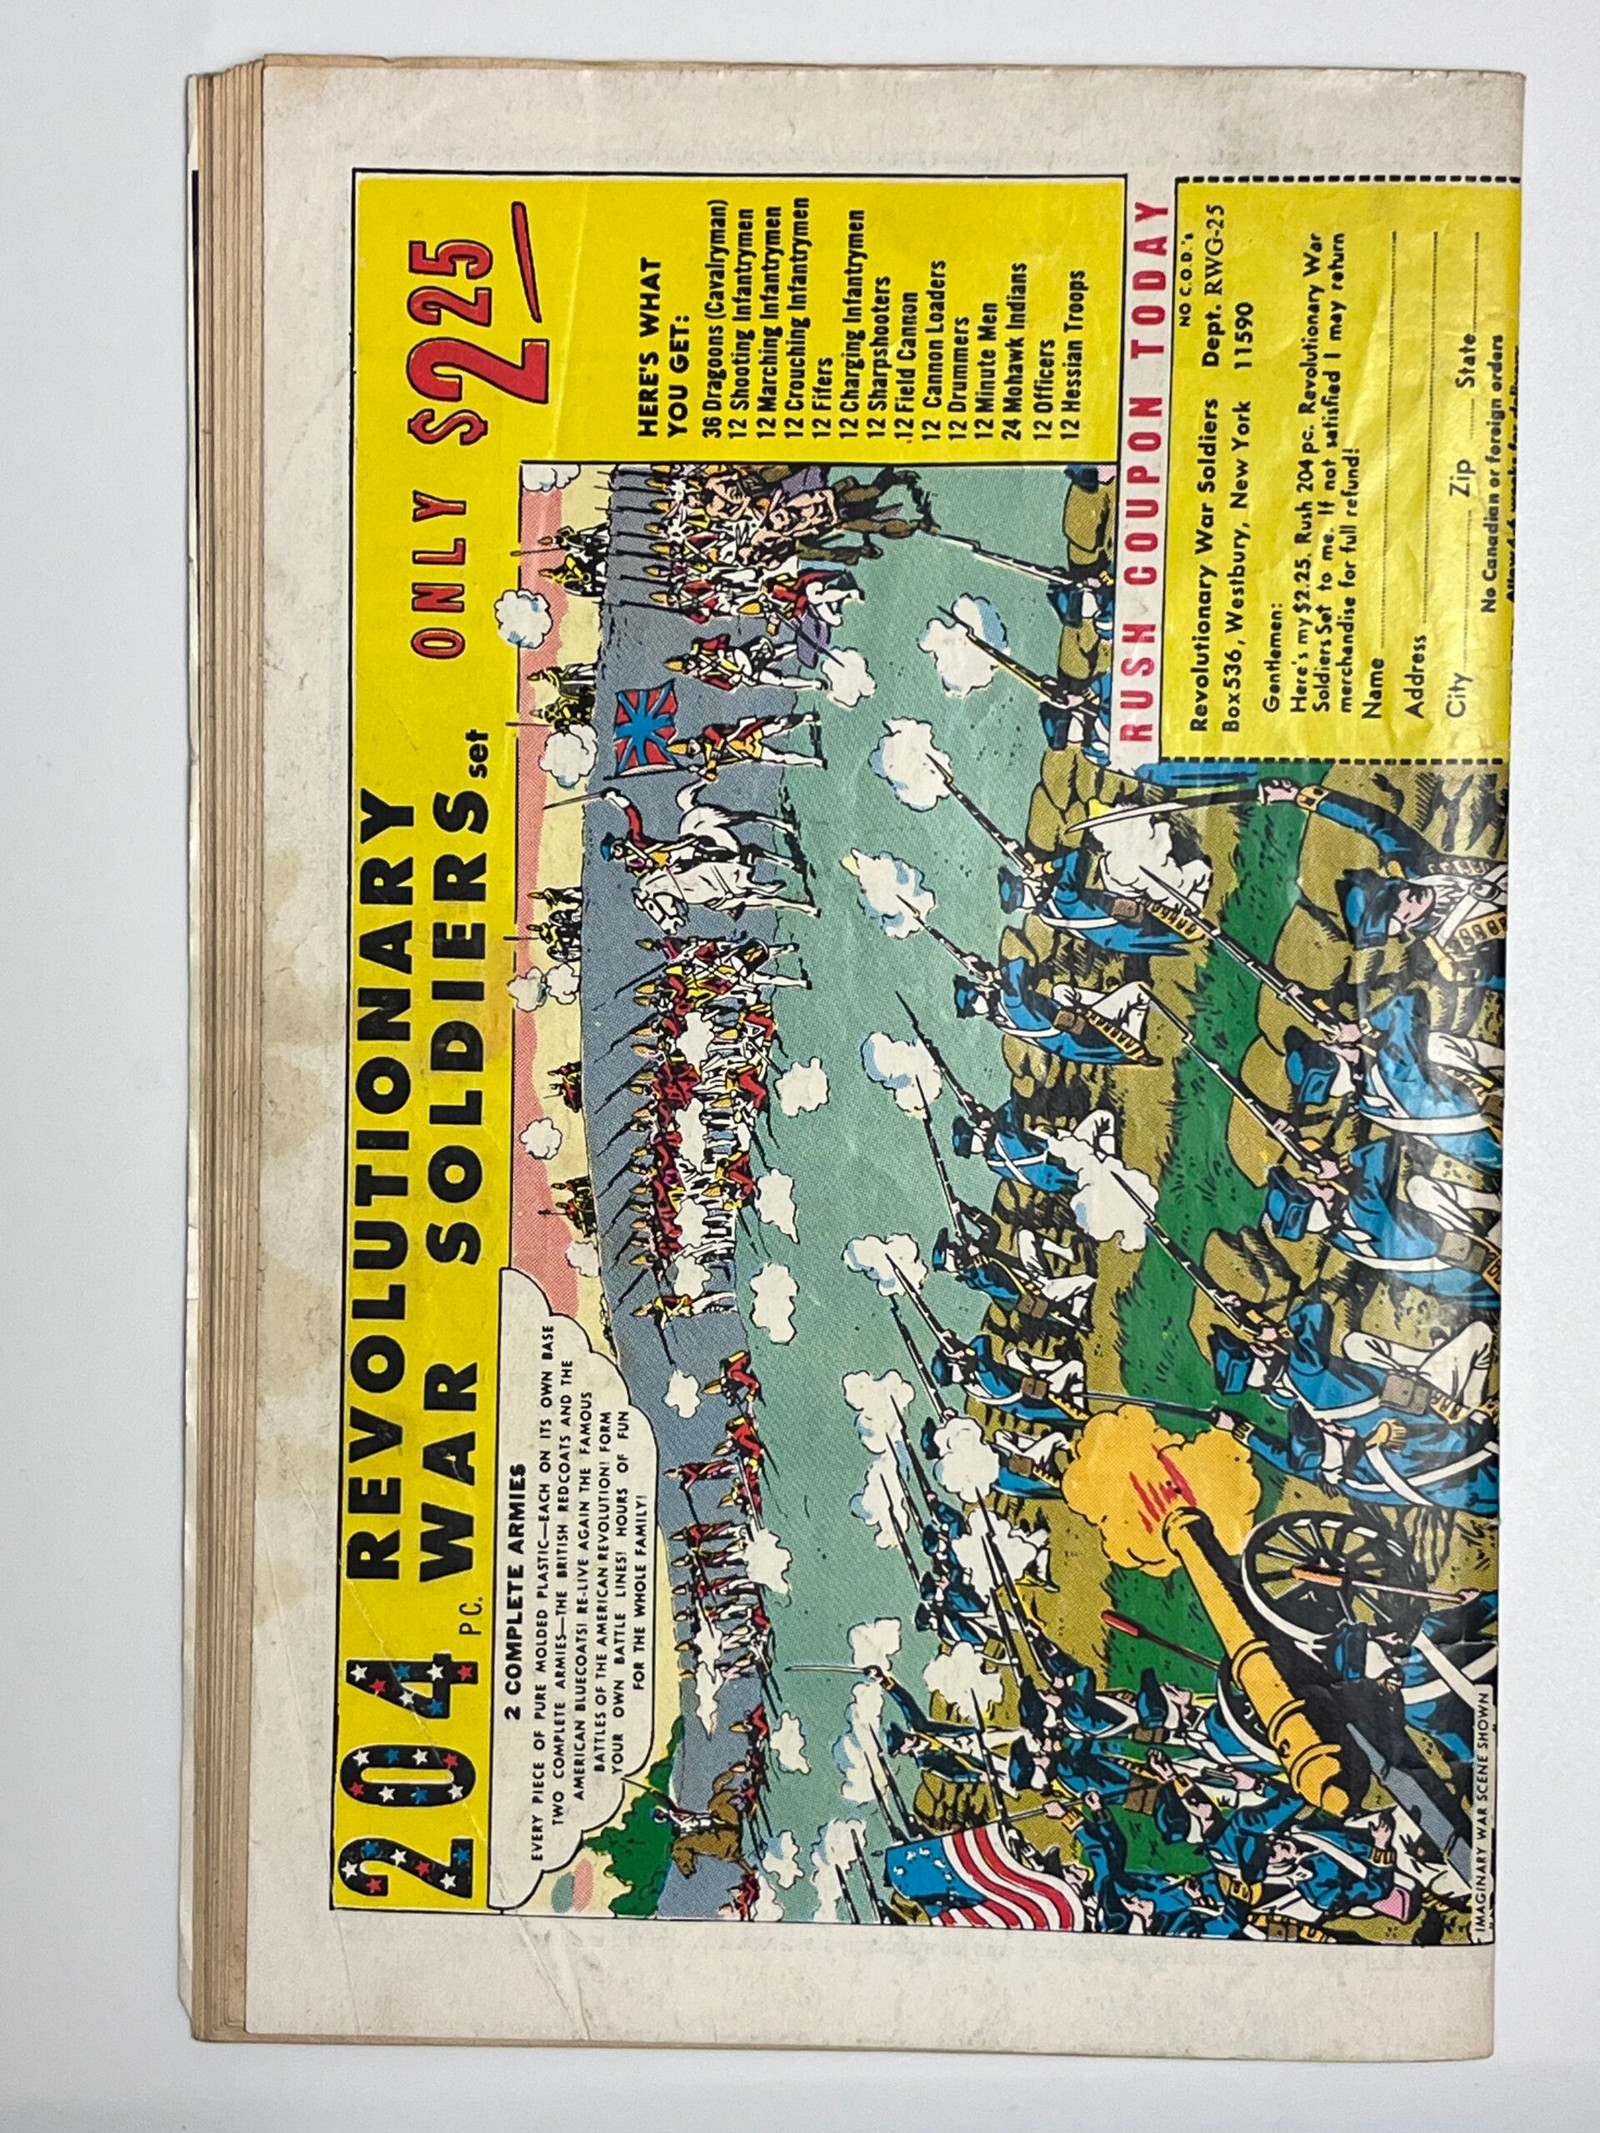 204 PC. REVOLUTIONARY
WAR SOLDIERS set
ONLY $225
2 COMPLETE ARMIES
EVERY PIECE OF PURE MOLDED PLASTIC—EACH ON ITS OWN BASE
TWO COMPLETE ARMIES—THE BRITISH REDCOATS AND THE
AMERICAN BLUECOATS! RE-LIVE AGAIN THE FAMOUS
BATTLES OF THE AMERICAN REVOLUTION! FORM
YOUR OWN BATTLE LINES! HOURS OF FUN
FOR THE WHOLE FAMILY!
HERE'S WHAT
YOU GET:
36 Dragoons (Cavalryman)
12 Shooting Infantrymen
12 Marching Infantrymen
12 Crouching Infantrymen
12 Fifers
12 Charging Infantrymen
12 Sharpshooters
12 Field Cannon
12 Cannon Loaders
12 Drummers
12 Minute Men
24 Mohawk Indians
12 Officers
12 Hessian Troops
RUSH COUPON TODAY
NO C.O.D.'s
Revolutionary War Soldiers Dept. RWG-25
Box 536, Westbury, New York 11590
Gentlemen:
Here's my $2.25. Rush 204 pc. Revolutionary War
Soldiers Set to me. If not satisfied I may return
merchandise for full refund!
Name
Address
City Zip State
No Canadian or foreign orders
IMAGINARY WAR SCENE SHOWN